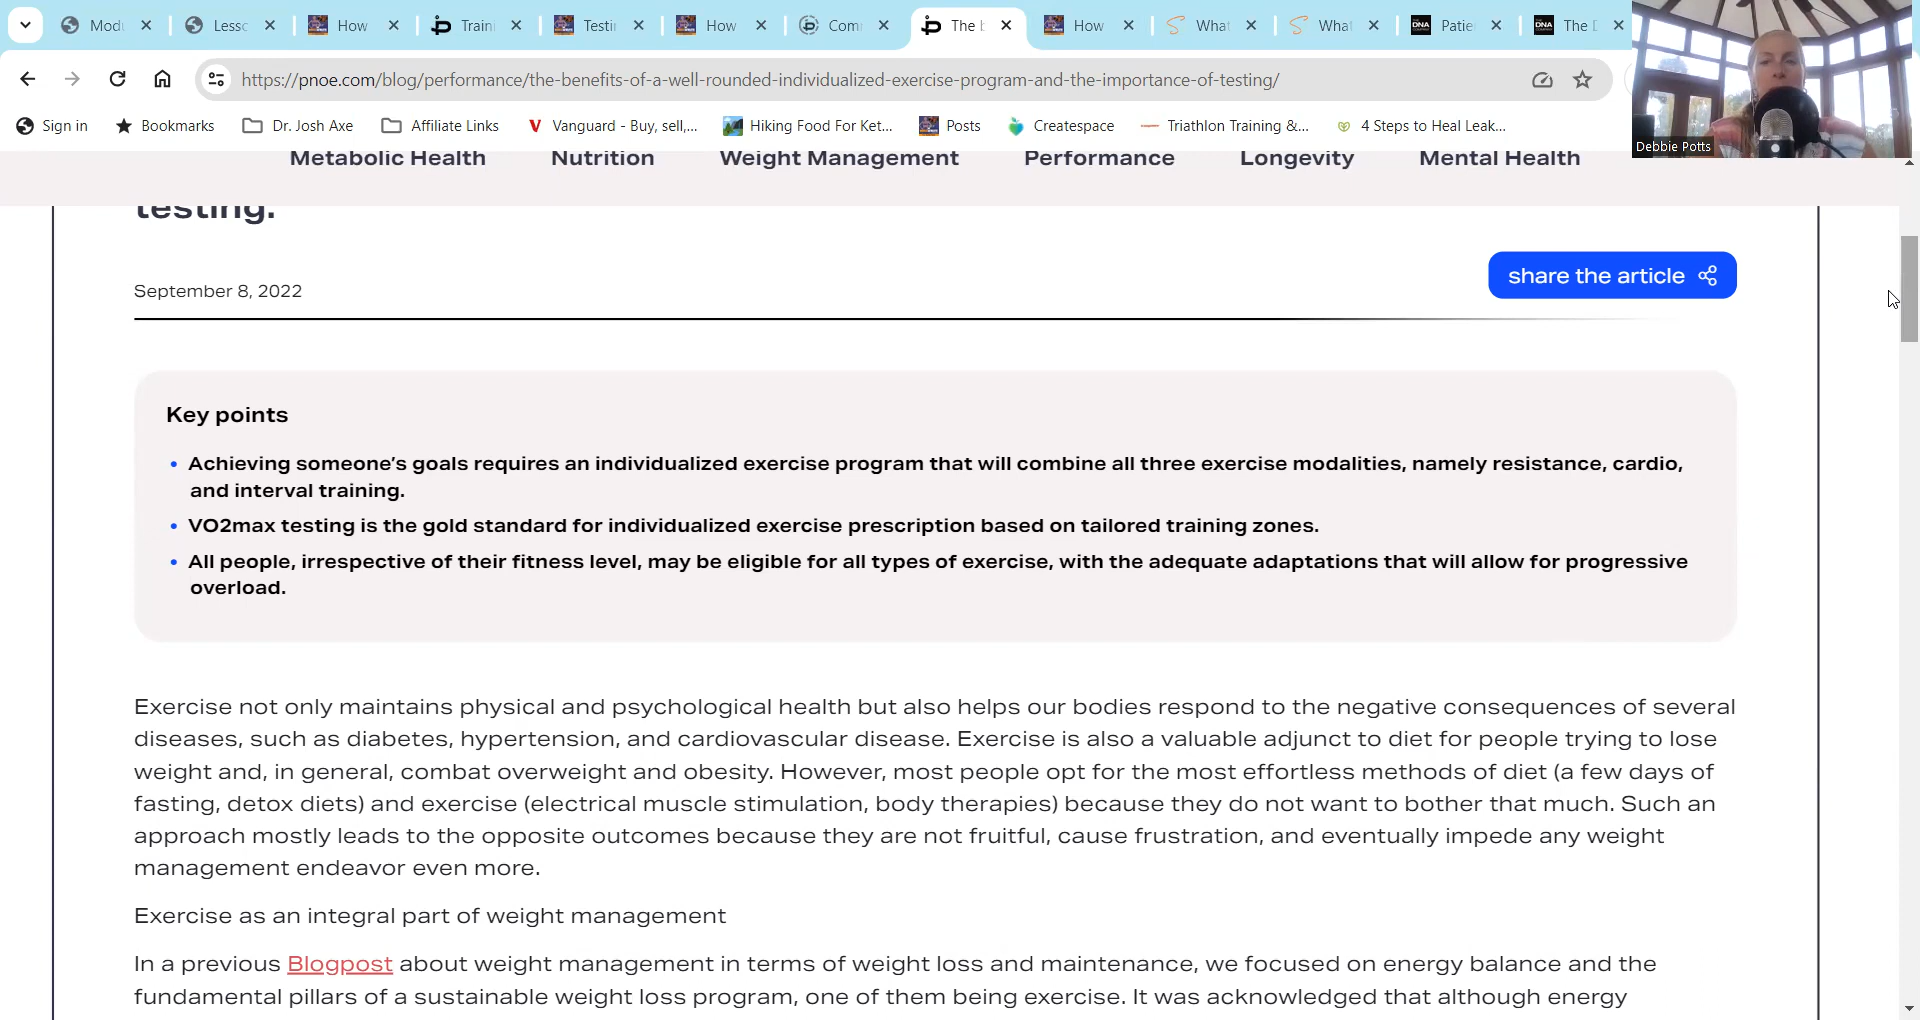 Modu
Lesso
How
Traini
Testi
How
Com
The b
How
What
What
Patie
The D
https://pnoe.com/blog/performance/the-benefits-of-a-well-rounded-individualized-exercise-program-and-the-importance-of-testing/
Sign in
Bookmarks
Dr. Josh Axe
Affiliate Links
Vanguard - Buy, sell,...
Hiking Food For Ket...
Posts
Createspace
Triathlon Training &...
4 Steps to Heal Leak...
Debbie Potts
Metabolic Health
Nutrition
Weight Management
Performance
Longevity
Mental Health
testing.
September 8, 2022
share the article
Key points
• Achieving someone's goals requires an individualized exercise program that will combine all three exercise modalities, namely resistance, cardio,
and interval training.
• VO2max testing is the gold standard for individualized exercise prescription based on tailored training zones.
• All people, irrespective of their fitness level, may be eligible for all types of exercise, with the adequate adaptations that will allow for progressive
overload.
Exercise not only maintains physical and psychological health but also helps our bodies respond to the negative consequences of several
diseases, such as diabetes, hypertension, and cardiovascular disease. Exercise is also a valuable adjunct to diet for people trying to lose
weight and, in general, combat overweight and obesity. However, most people opt for the most effortless methods of diet (a few days of
fasting, detox diets) and exercise (electrical muscle stimulation, body therapies) because they do not want to bother that much. Such an
approach mostly leads to the opposite outcomes because they are not fruitful, cause frustration, and eventually impede any weight
management endeavor even more.
Exercise as an integral part of weight management
In a previous Blogpost about weight management in terms of weight loss and maintenance, we focused on energy balance and the
fundamental pillars of a sustainable weight loss program, one of them being exercise. It was acknowledged that although energy